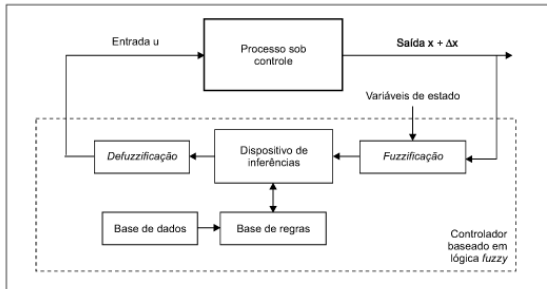 Entrada u
Processo sob
controle
Saída x + Δx
Variáveis de estado
Defuzzificação
Dispositivo de
inferências
Fuzzificação
Base de dados
Base de regras
Controlador
baseado em
lógica fuzzy